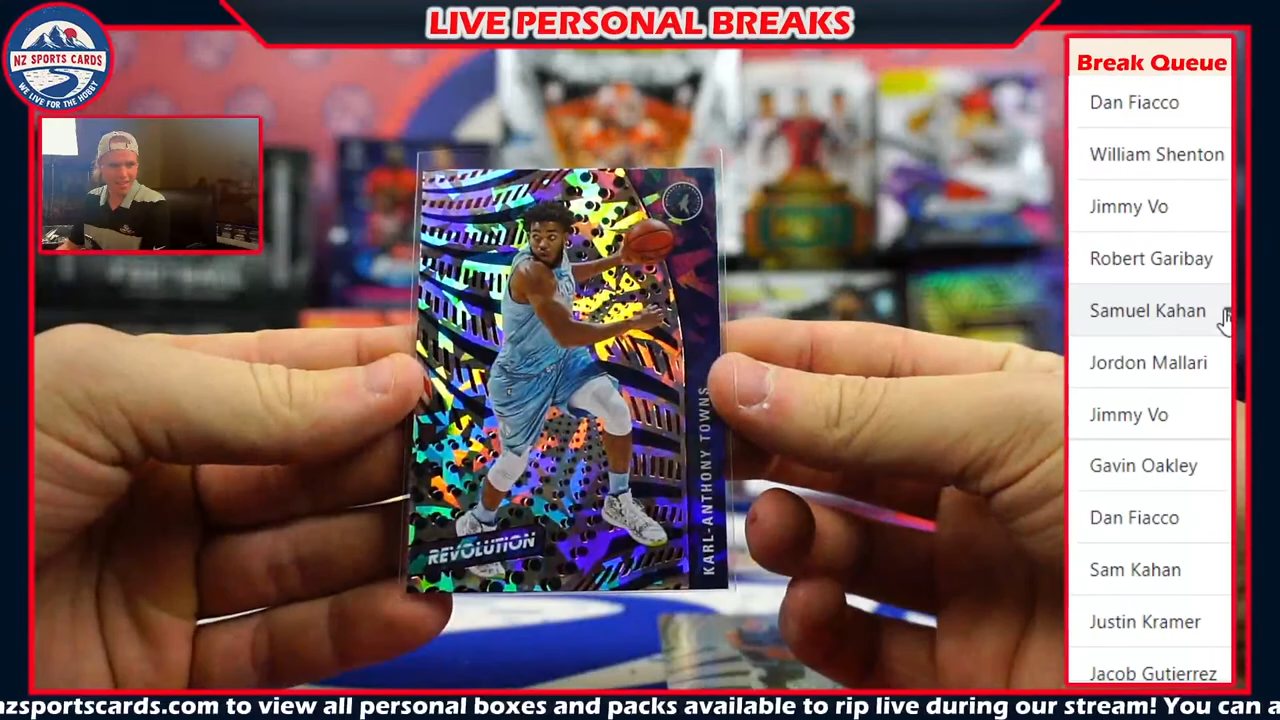 LIVE PERSONAL BREAKS
NZ SPORTS CARDS
WE LIVE FOR THE HOBBY
Break Queue
Dan Fiacco
William Shenton
Jimmy Vo
Robert Garibay
Samuel Kahan
Jordon Mallari
Jimmy Vo
Gavin Oakley
Dan Fiacco
Sam Kahan
Justin Kramer
Jacob Gutierrez
REVOLUTION
KARL-ANTHONY TOWNS
nzsportscards.com to view all personal boxes and packs available to rip live during our stream! You can a